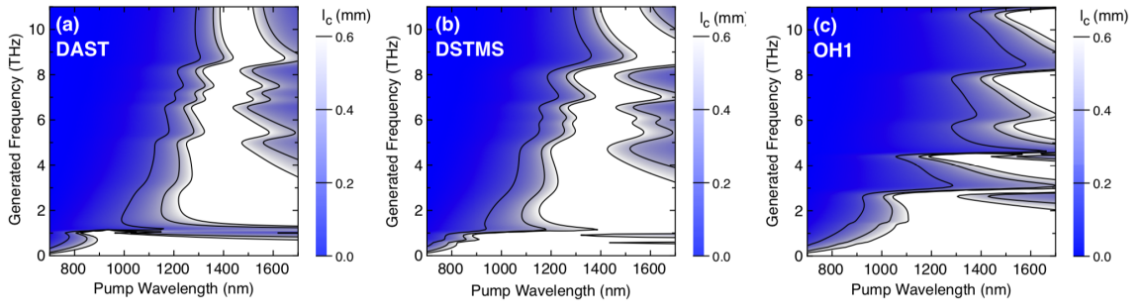 (a)
DAST
Generated Frequency (THz)
10
8
6
4
2
0
800 1000 1200 1400 1600
Pump Wavelength (nm)
l_c (mm)
0.6
0.4
0.2
0.0
(b)
DSTMS
Generated Frequency (THz)
10
8
6
4
2
0
800 1000 1200 1400 1600
Pump Wavelength (nm)
l_c (mm)
0.6
0.4
0.2
0.0
(c)
OH1
Generated Frequency (THz)
10
8
6
4
2
0
800 1000 1200 1400 1600
Pump Wavelength (nm)
l_c (mm)
0.6
0.4
0.2
0.0